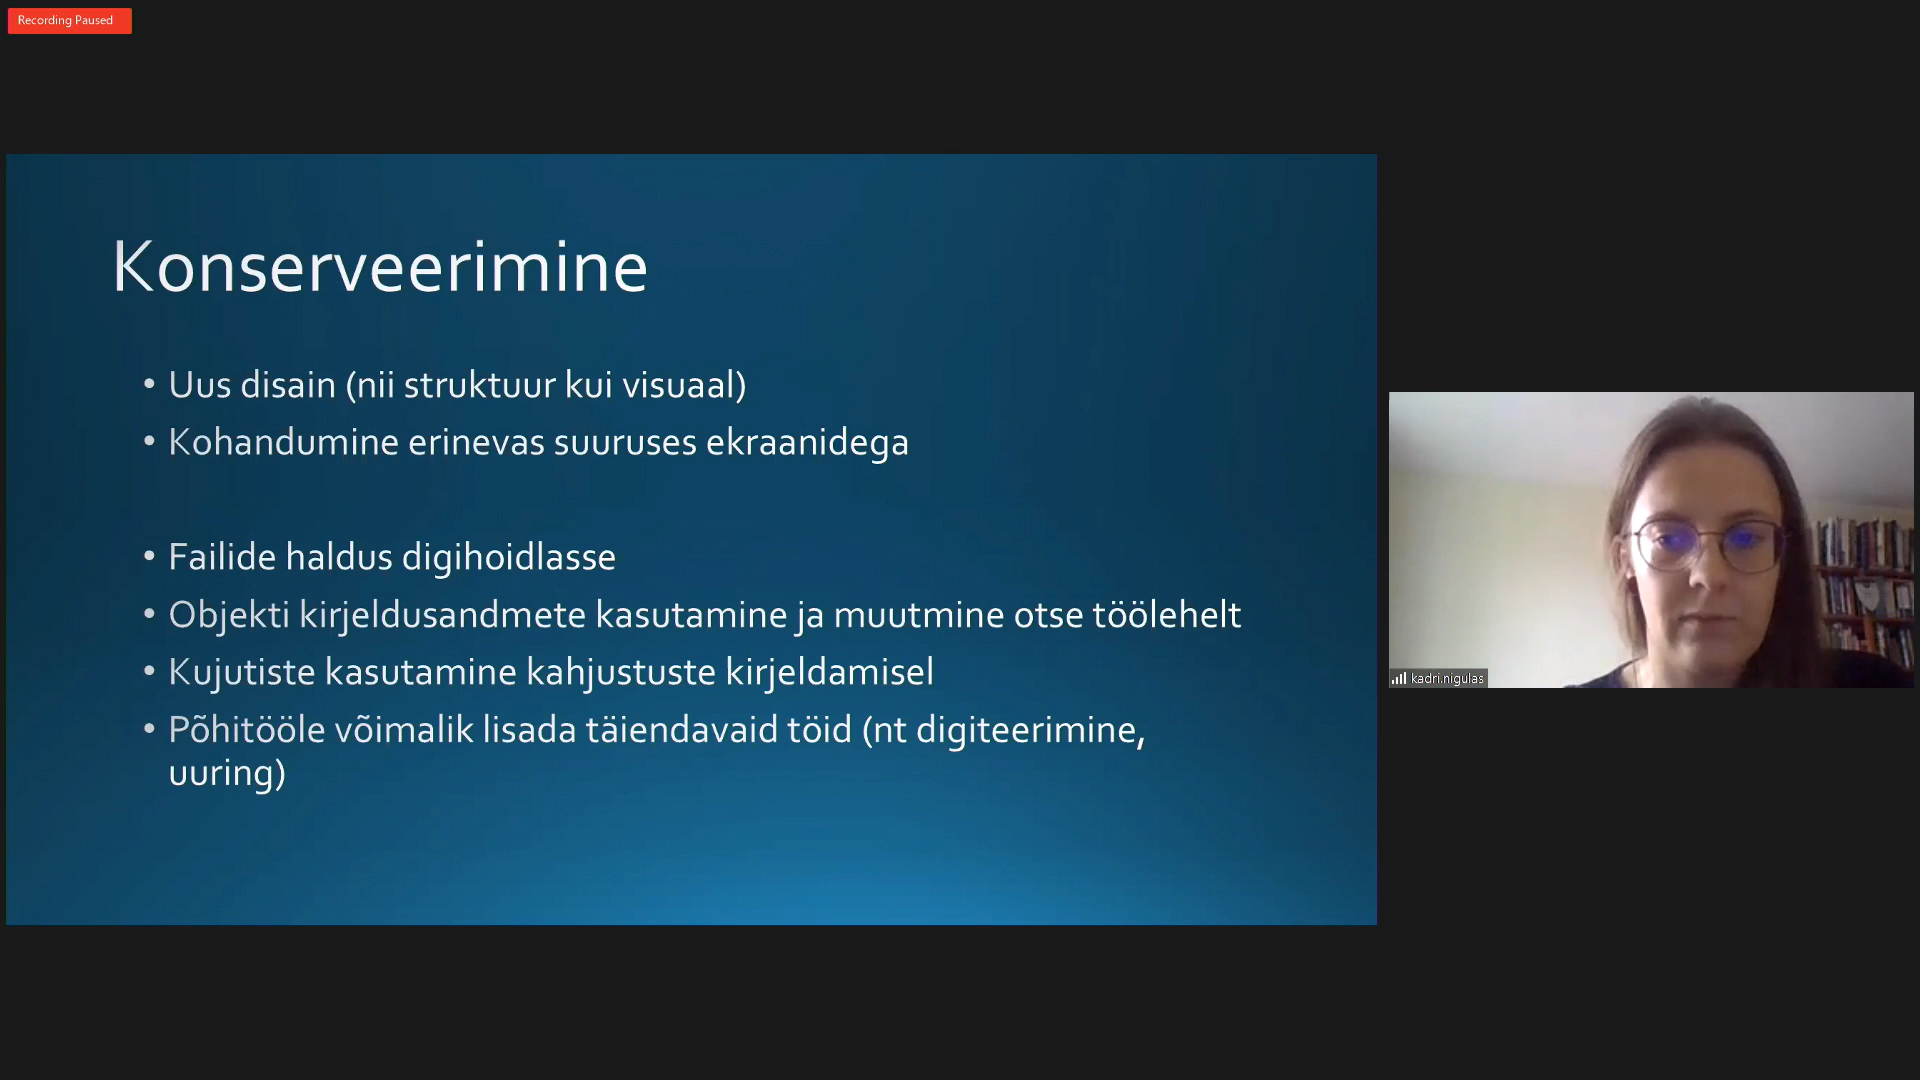 Recording Paused
Konserveerimine
• Uus disain (nii struktuur kui visuaal)
• Kohandumine erinevas suuruses ekraanidega
• Failide haldus digihoidlasse
• Objekti kirjeldusandmete kasutamine ja muutmine otse töölehelt
• Kujutiste kasutamine kahjustuste kirjeldamisel
• Põhitööle võimalik lisada täiendavaid töid (nt digiteerimine,
uuring)
kadri.nigulas